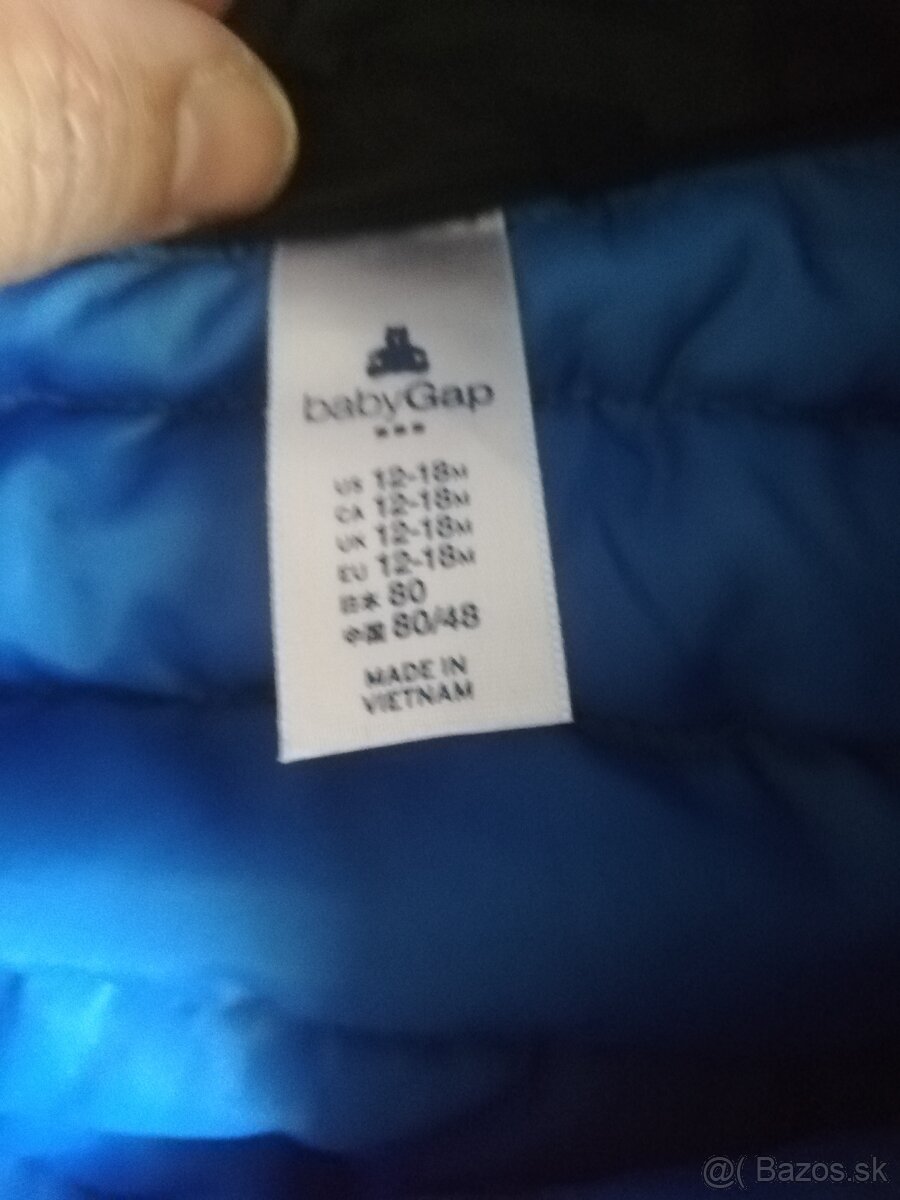 babyGap
US 12-18M
CA 12-18M
UK 12-18M
EU 12-18M
日本 80
中国 80/48
MADE IN
VIETNAM
@( Bazos.sk